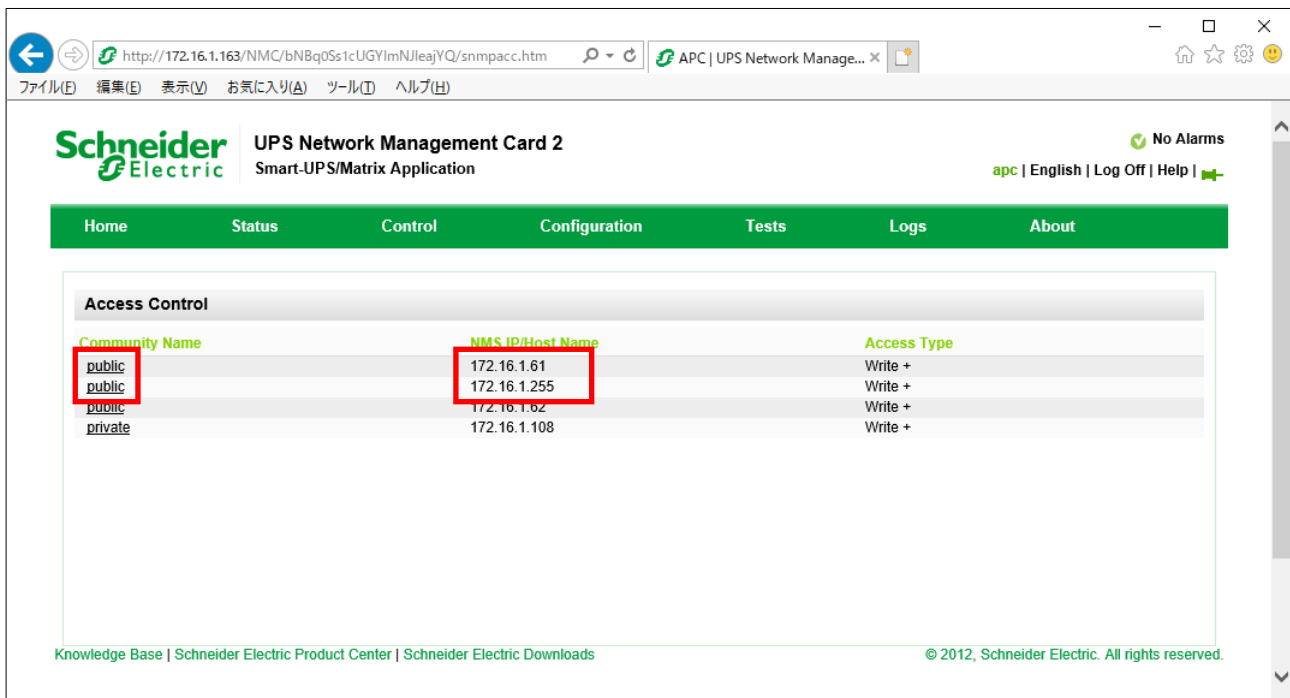 http://172.16.1.163/NMC/bNBq0Ss1cUGYImNJIeajYQ/snmpacc.htm APC | UPS Network Manage...
ファイル(F) 編集(E) 表示(V) お気に入り(A) ツール(T) ヘルプ(H)
Schneider Electric
UPS Network Management Card 2
Smart-UPS/Matrix Application
No Alarms
apc | English | Log Off | Help |
Home Status Control Configuration Tests Logs About
Access Control
Community Name NMS IP/Host Name Access Type
public 172.16.1.61 Write +
public 172.16.1.255 Write +
public 172.16.1.62 Write +
private 172.16.1.108 Write +
Knowledge Base | Schneider Electric Product Center | Schneider Electric Downloads © 2012, Schneider Electric. All rights reserved.